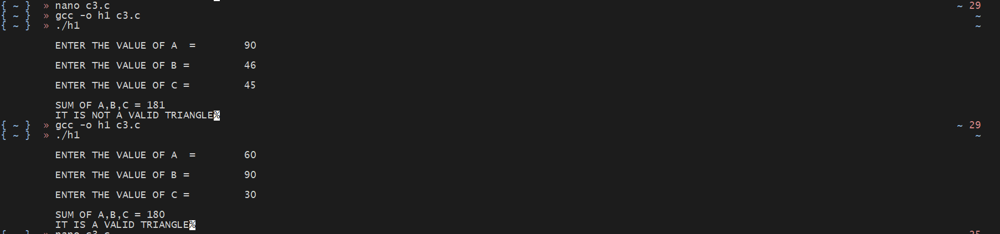 { ~ } » nano c3.c ~ 29
{ ~ } » gcc -o h1 c3.c ~
{ ~ } » ./h1 ~
ENTER THE VALUE OF A = 90
ENTER THE VALUE OF B = 46
ENTER THE VALUE OF C = 45
SUM OF A,B,C = 181
IT IS NOT A VALID TRIANGLE%
{ ~ } » gcc -o h1 c3.c ~ 29
{ ~ } » ./h1 ~
ENTER THE VALUE OF A = 60
ENTER THE VALUE OF B = 90
ENTER THE VALUE OF C = 30
SUM OF A,B,C = 180
IT IS A VALID TRIANGLE%
{ ~ } » nano c3.c